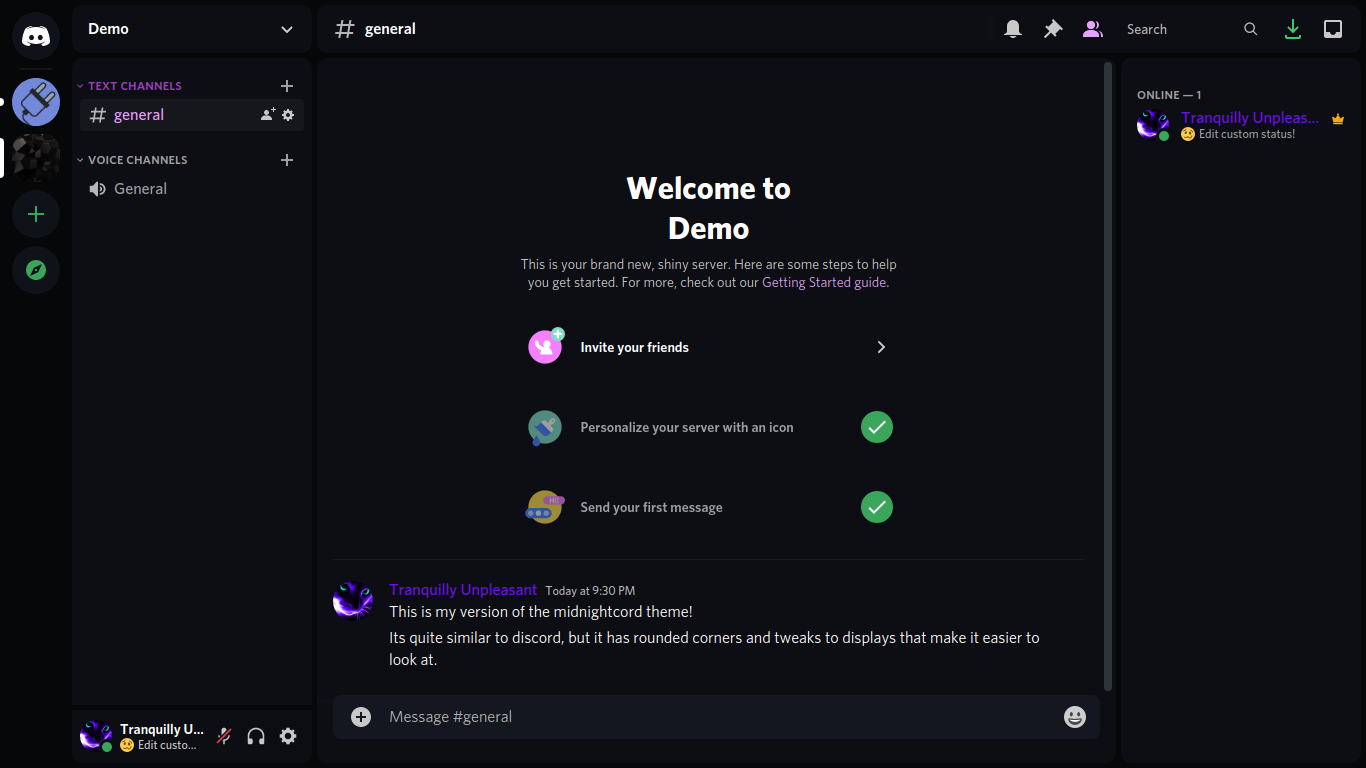 Demo
general
Search
TEXT CHANNELS
general
VOICE CHANNELS
General
Welcome to
Demo
This is your brand new, shiny server. Here are some steps to help
you get started. For more, check out our Getting Started guide.
Invite your friends
Personalize your server with an icon
HI!
Send your first message
Tranquilly Unpleasant Today at 9:30 PM
This is my version of the midnightcord theme!
Its quite similar to discord, but it has rounded corners and tweaks to displays that make it easier to
look at.
Message #general
ONLINE — 1
Tranquilly Unpleas...
Edit custom status!
Tranquilly U...
Edit custo...